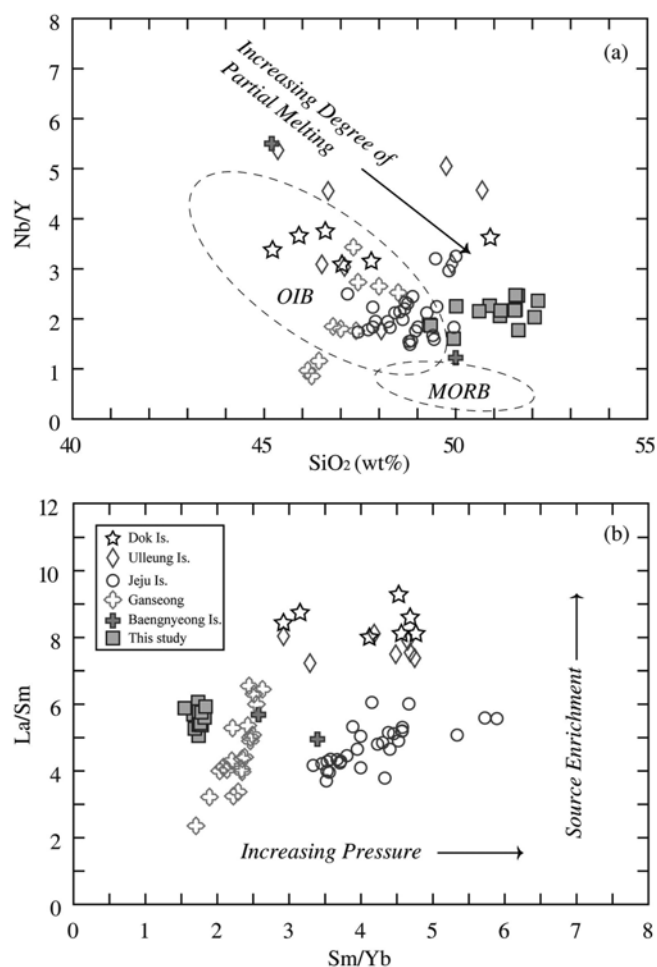 (a)
8
7
6
5
4
3
2
1
0
Nb/Y
Increasing Degree of
Partial Melting
OIB
MORB
40
45
50
55
SiO₂ (wt%)
(b)
12
10
8
6
4
2
0
La/Sm
Dok Is.
Ulleung Is.
Jeju Is.
Ganseong
Baengnyeong Is.
This study
Source Enrichment
Increasing Pressure
0 1 2 3 4 5 6 7 8
Sm/Yb